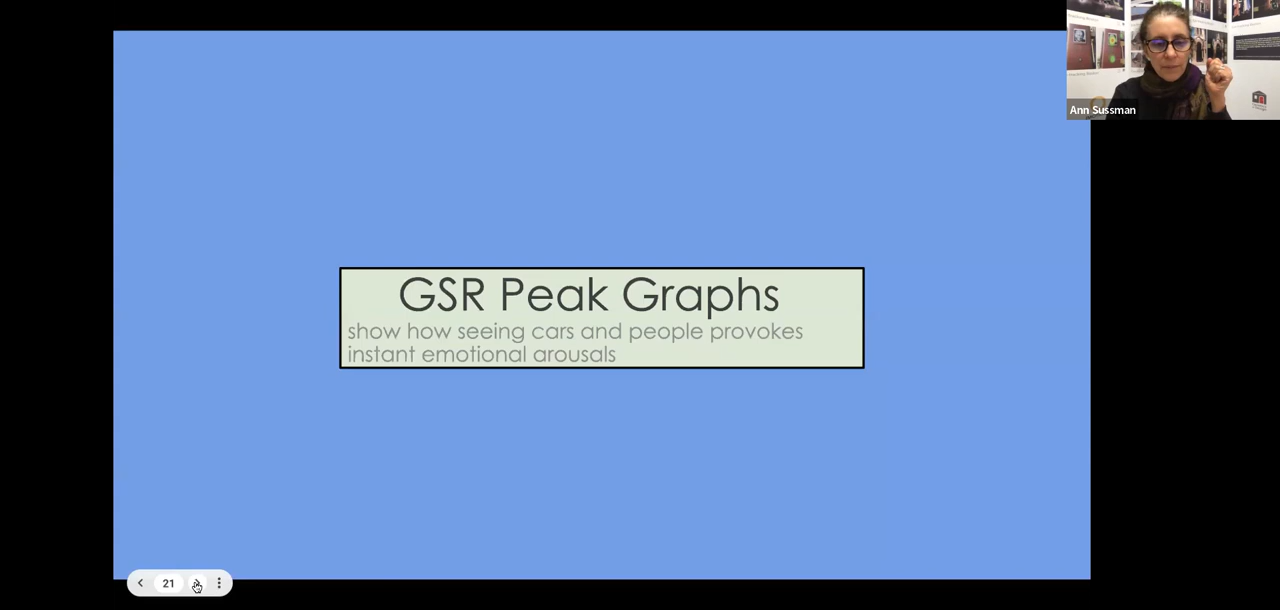 Ann Sussman
GSR Peak Graphs
show how seeing cars and people provokes
instant emotional arousals
21